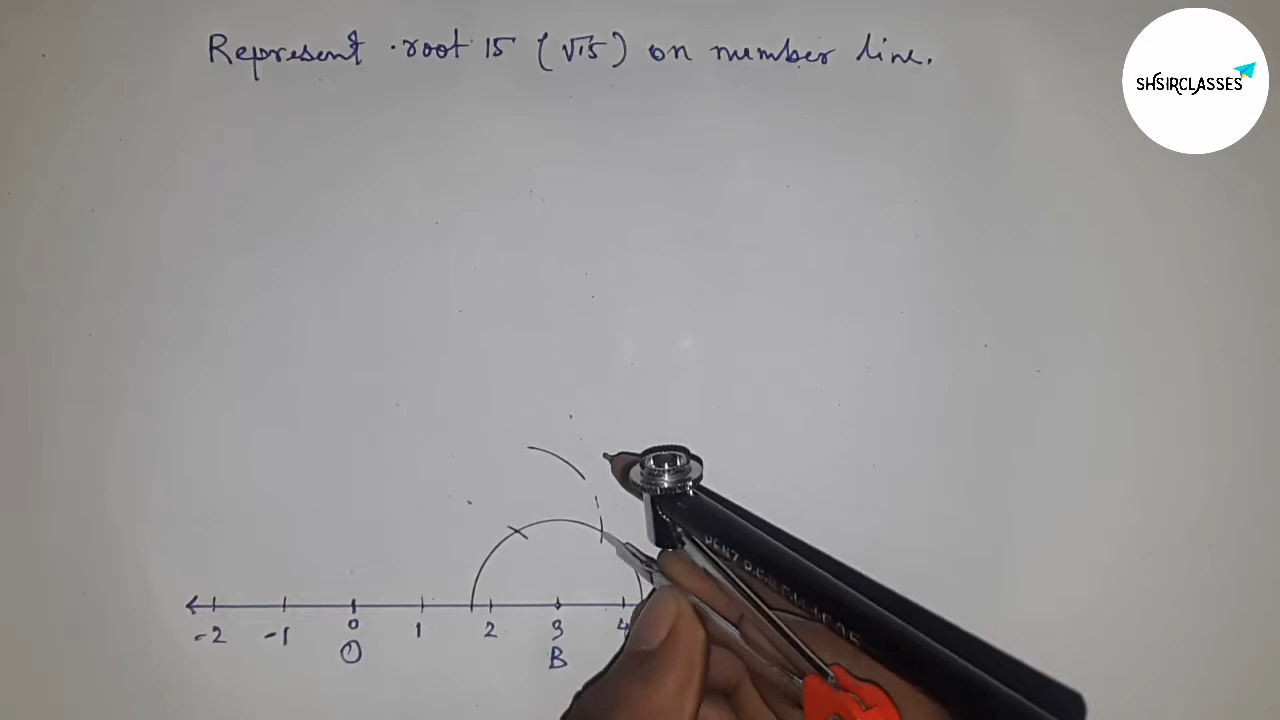 Represent root 15 (√15) on number line.
SHSIRCLASSES
-2 -1 0 1 2 3 4
O B